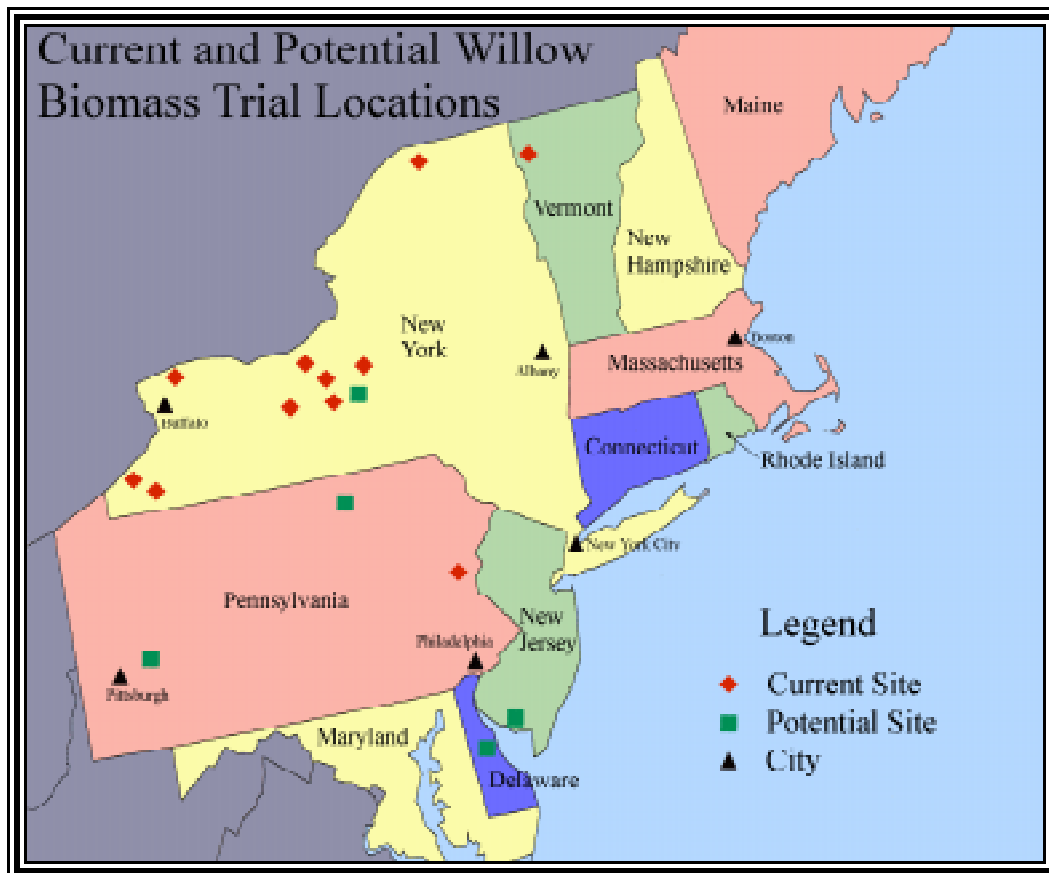 Current and Potential Willow
Biomass Trial Locations
Maine
Vermont
New
Hampshire
New
York
Boston
Albany
Massachusetts
Buffalo
Connecticut
Rhode Island
New York City
Pennsylvania
New
Jersey
Philadelphia
Pittsburgh
Maryland
Delaware
Legend
Current Site
Potential Site
City